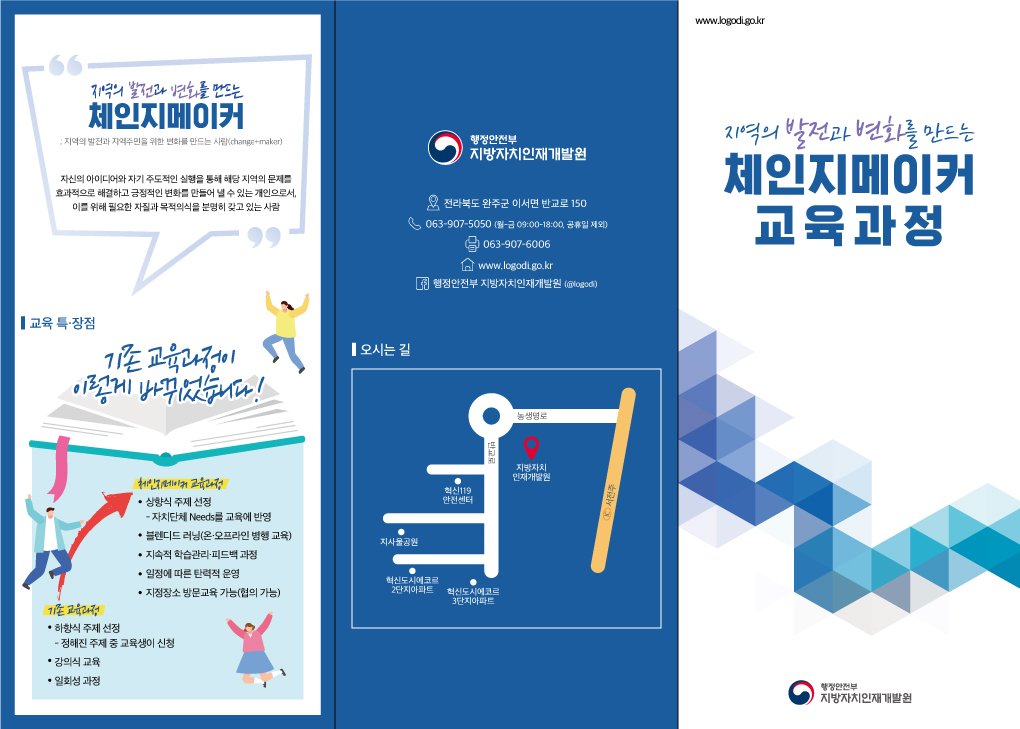 지역의 발전과 변화를 만드는
체인지메이커
; 지역의 발전과 지역주민을 위한 변화를 만드는 사람(change+maker)
자신의 아이디어와 자기 주도적인 실행을 통해 해당 지역의 문제를
효과적으로 해결하고 긍정적인 변화를 만들어 낼 수 있는 개인으로서,
이를 위해 필요한 자질과 목적의식을 분명히 갖고 있는 사람
교육 특·장점
기존 교육과정이
이렇게 바뀌었습니다!
체인지메이커 교육과정
• 상향식 주제 선정
- 자치단체 Needs를 교육에 반영
• 블렌디드 러닝(온·오프라인 병행 교육)
• 지속적 학습관리·피드백 과정
• 일정에 따른 탄력적 운영
• 지정장소 방문교육 가능(협의 가능)
기존 교육과정
• 하향식 주제 선정
- 정해진 주제 중 교육생이 신청
• 강의식 교육
• 일회성 과정
행정안전부
지방자치인재개발원
전라북도 완주군 이서면 반교로 150
063-907-5050 (월-금 09:00-18:00, 공휴일 제외)
063-907-6006
www.logodi.go.kr
행정안전부 지방자치인재개발원 (@logodi)
오시는 길
농생명로
반교로
지방자치
인재개발원
혁신119
안전센터
서전주 IC
지사울공원
혁신도시에코르
2단지아파트
혁신도시에코르
3단지아파트
www.logodi.go.kr
지역의 발전과 변화를 만드는
체인지메이커
교육과정
행정안전부
지방자치인재개발원